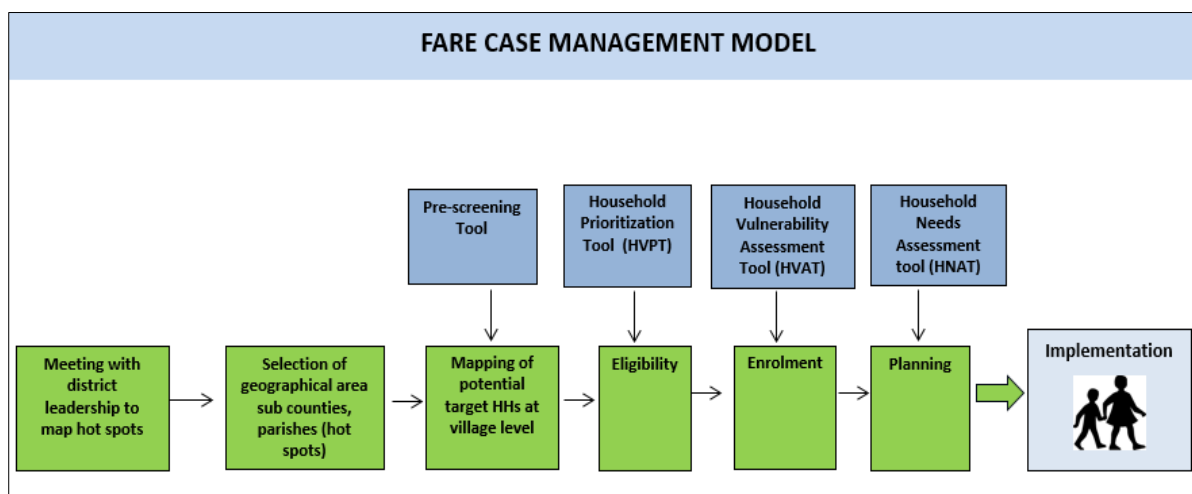 FARE CASE MANAGEMENT MODEL
Pre-screening
Tool
Household
Prioritization
Tool (HVPT)
Household
Vulnerability
Assessment
Tool (HVAT)
Household
Needs
Assessment
tool (HNAT)
Meeting with
district
leadership to
map hot spots
Selection of
geographical area
sub counties,
parishes (hot
spots)
Mapping of
potential
target HHs at
village level
Eligibility
Enrolment
Planning
Implementation